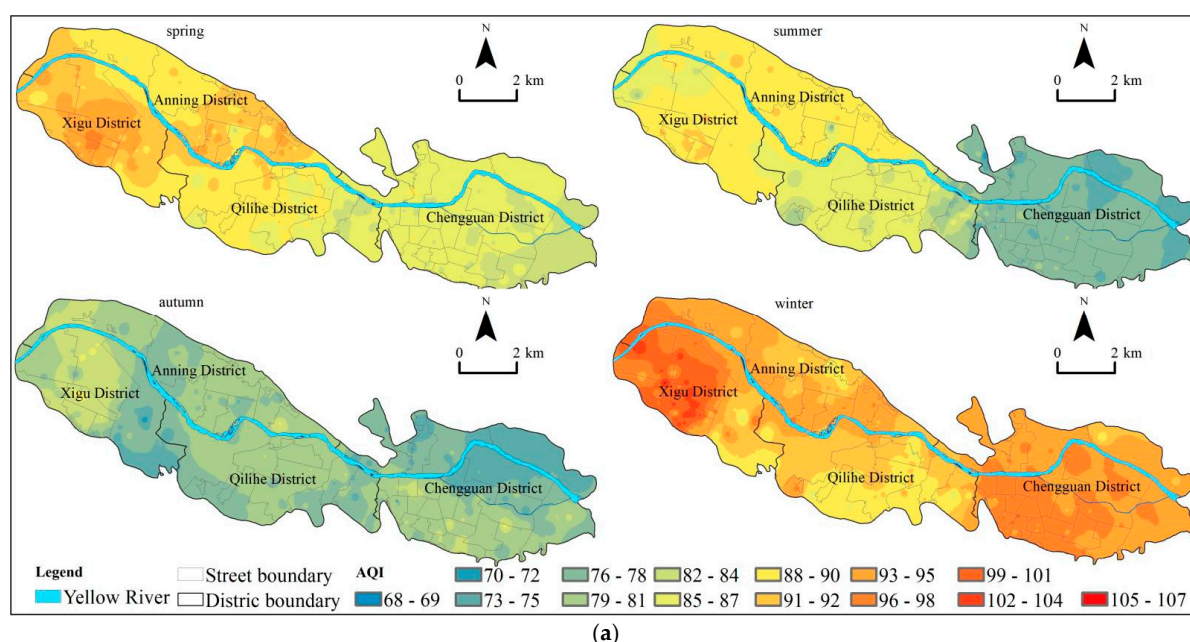 spring
N
0 2 km
Anning District
Xigu District
Qilihe District
Chengguan District
summer
N
0 2 km
Anning District
Xigu District
Qilihe District
Chengguan District
autumn
N
0 2 km
Anning District
Xigu District
Qilihe District
Chengguan District
winter
N
0 2 km
Anning District
Xigu District
Qilihe District
Chengguan District
Legend Street boundary AQI 70 - 72 76 - 78 82 - 84 88 - 90 93 - 95 99 - 101
Yellow River Distric boundary 68 - 69 73 - 75 79 - 81 85 - 87 91 - 92 96 - 98 102 - 104 105 - 107
(a)